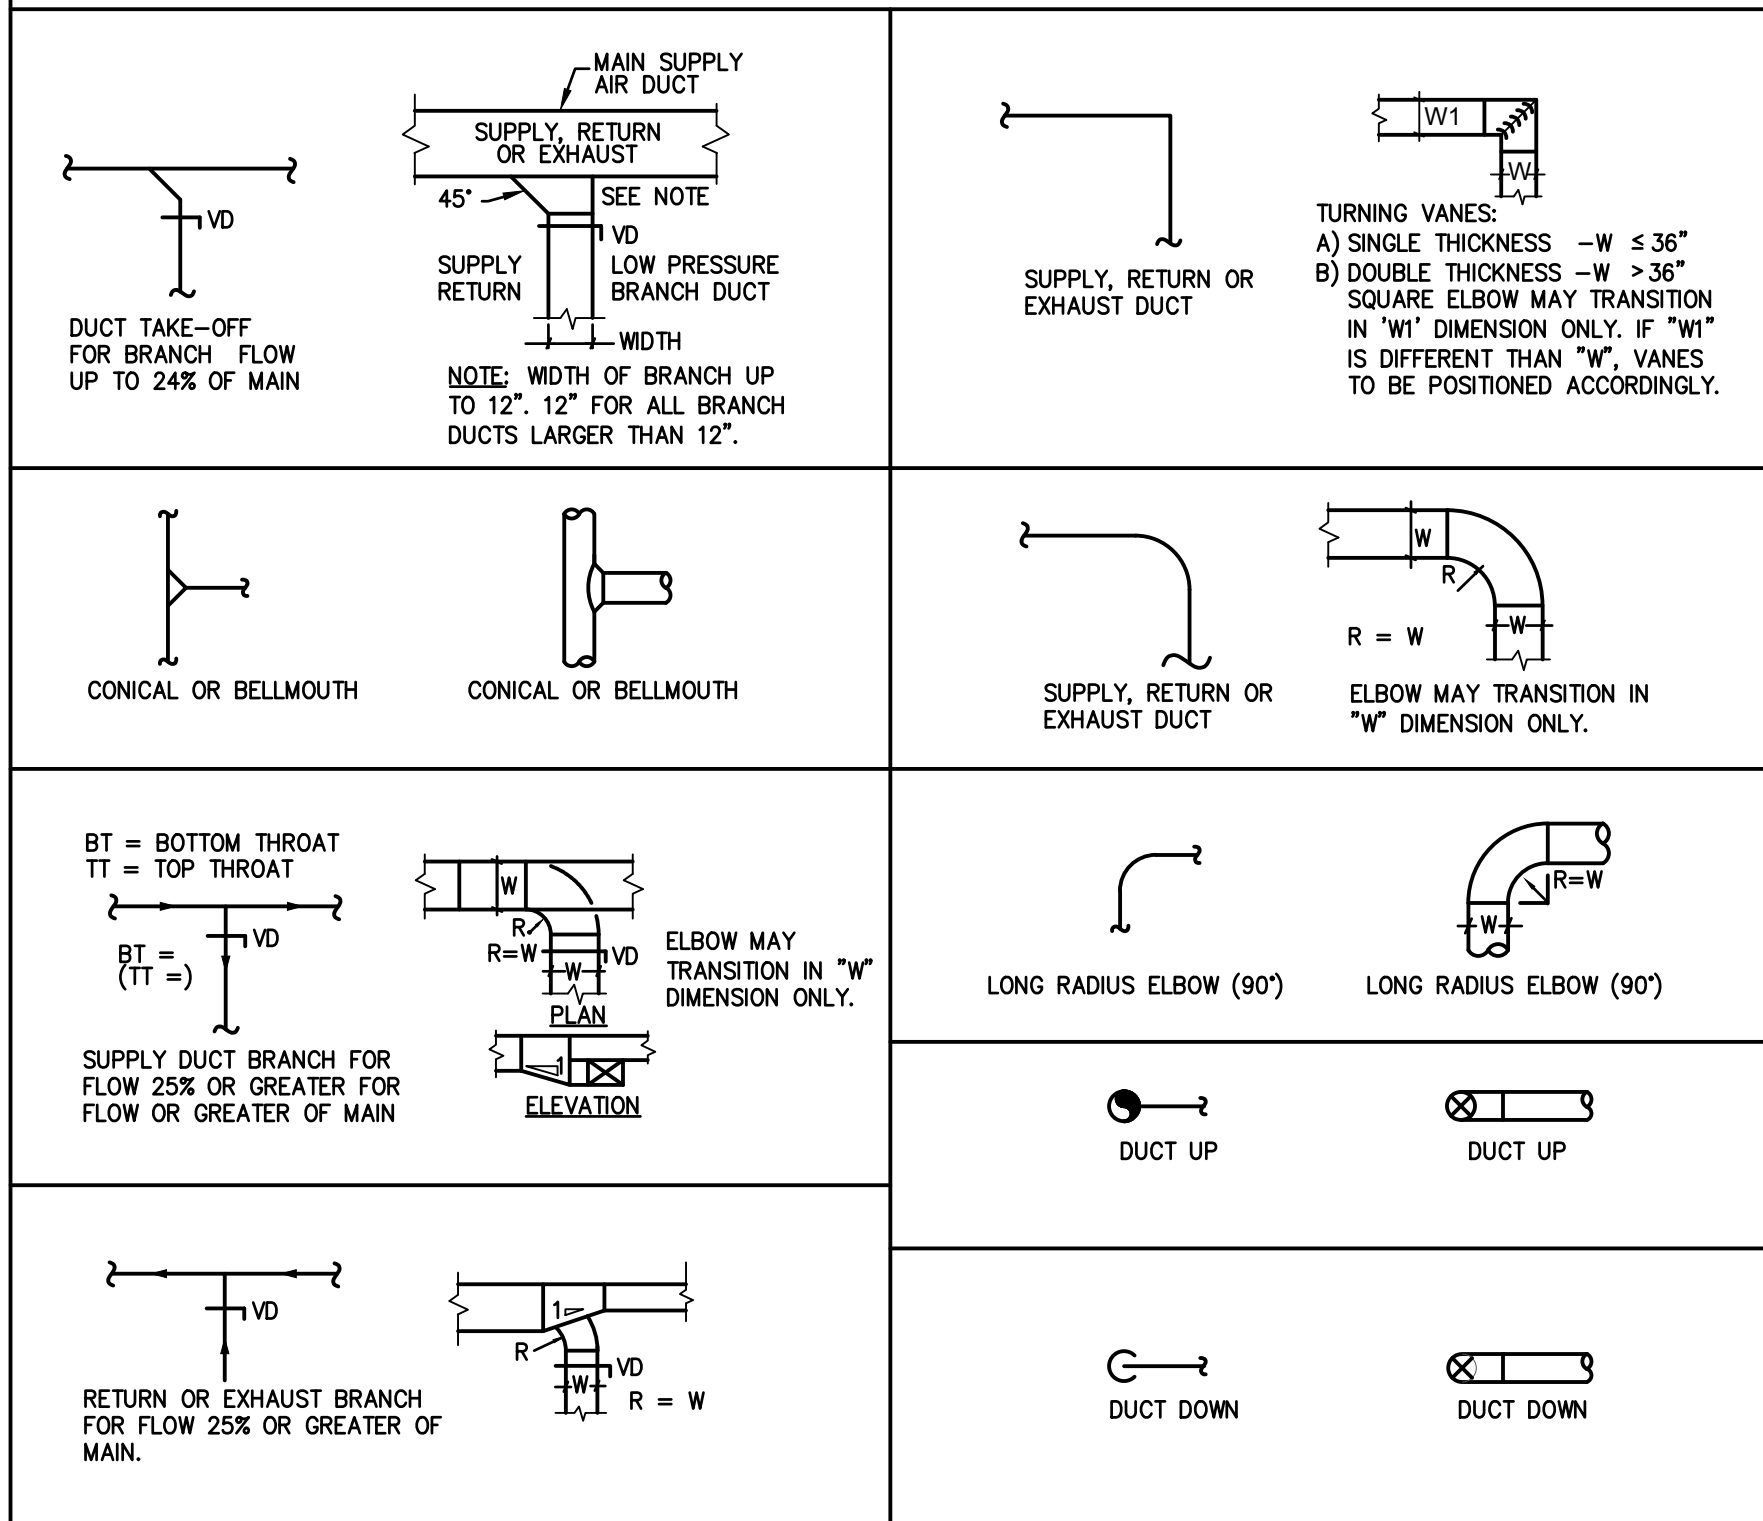 MAIN SUPPLY
AIR DUCT
SUPPLY, RETURN
OR EXHAUST
45°
SEE NOTE
VD
VD
SUPPLY
RETURN
LOW PRESSURE
BRANCH DUCT
WIDTH
DUCT TAKE-OFF
FOR BRANCH FLOW
UP TO 24% OF MAIN
NOTE: WIDTH OF BRANCH UP
TO 12". 12" FOR ALL BRANCH
DUCTS LARGER THAN 12".
W1
W
SUPPLY, RETURN OR
EXHAUST DUCT
TURNING VANES:
A) SINGLE THICKNESS -W ≤ 36"
B) DOUBLE THICKNESS -W > 36"
SQUARE ELBOW MAY TRANSITION
IN 'W1' DIMENSION ONLY. IF "W1"
IS DIFFERENT THAN "W", VANES
TO BE POSITIONED ACCORDINGLY.
CONICAL OR BELLMOUTH
CONICAL OR BELLMOUTH
W
R
W
R = W
SUPPLY, RETURN OR
EXHAUST DUCT
ELBOW MAY TRANSITION IN
"W" DIMENSION ONLY.
BT = BOTTOM THROAT
TT = TOP THROAT
VD
BT =
(TT =)
SUPPLY DUCT BRANCH FOR
FLOW 25% OR GREATER FOR
FLOW OR GREATER OF MAIN
W
R
R=W
VD
W
PLAN
ELBOW MAY
TRANSITION IN "W"
DIMENSION ONLY.
1
ELEVATION
R=W
W
LONG RADIUS ELBOW (90°)
LONG RADIUS ELBOW (90°)
DUCT UP
DUCT UP
VD
RETURN OR EXHAUST BRANCH
FOR FLOW 25% OR GREATER OF
MAIN.
1
R
VD
W
R = W
DUCT DOWN
DUCT DOWN